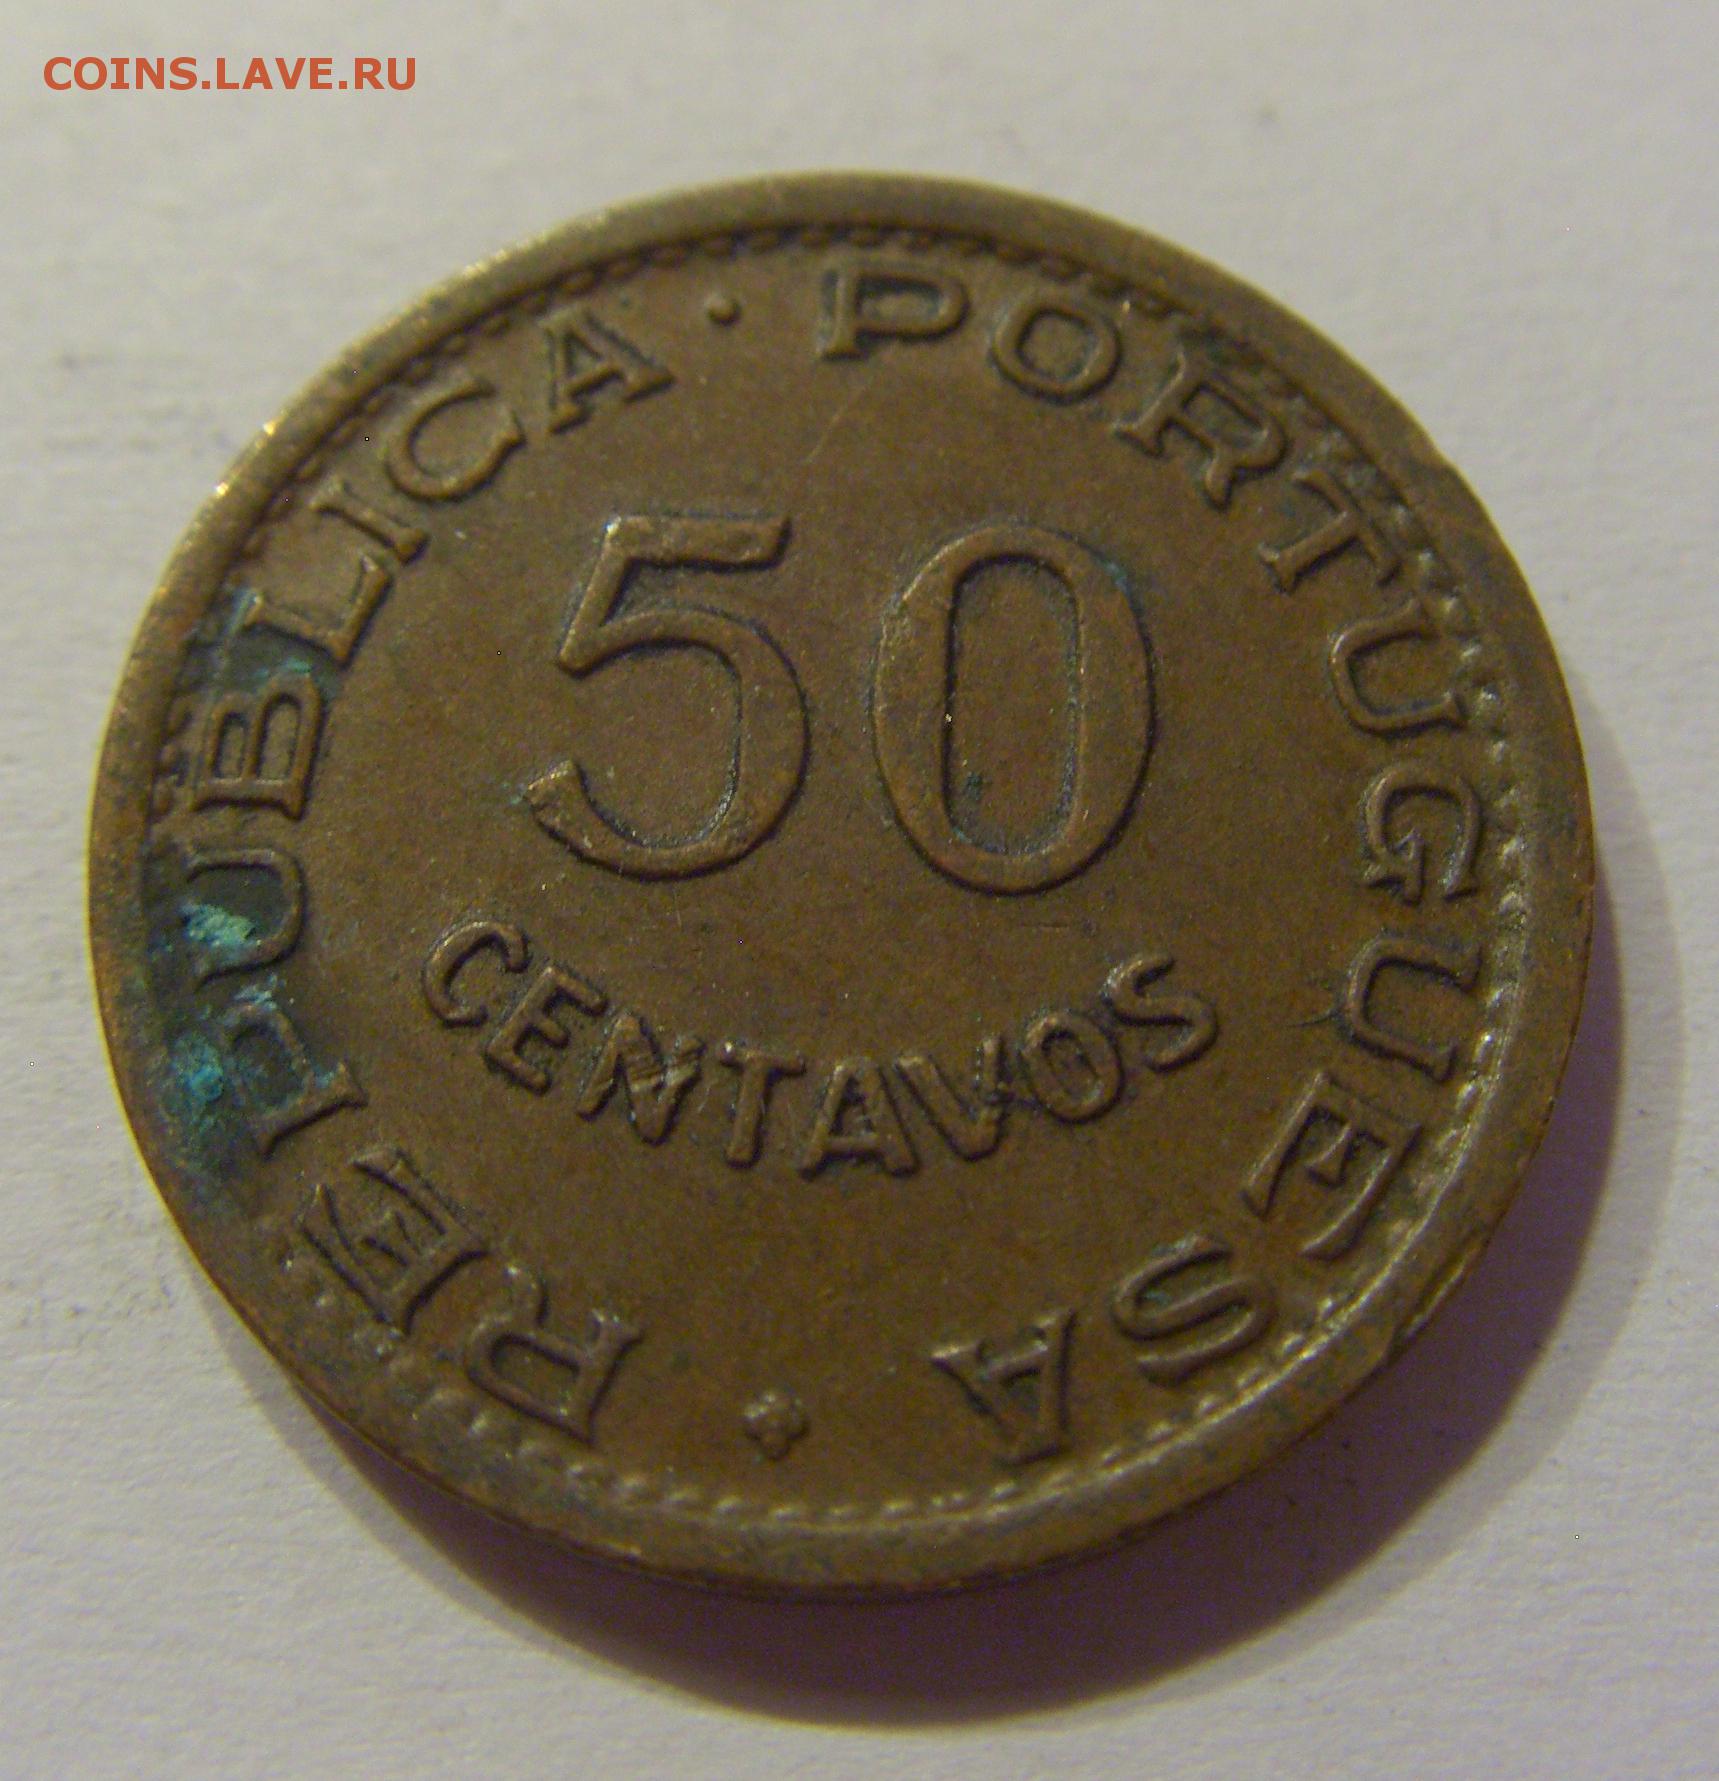 COINS.LAVE.RU
REPUBLICA · PORTUGUESA
50
CENTAVOS